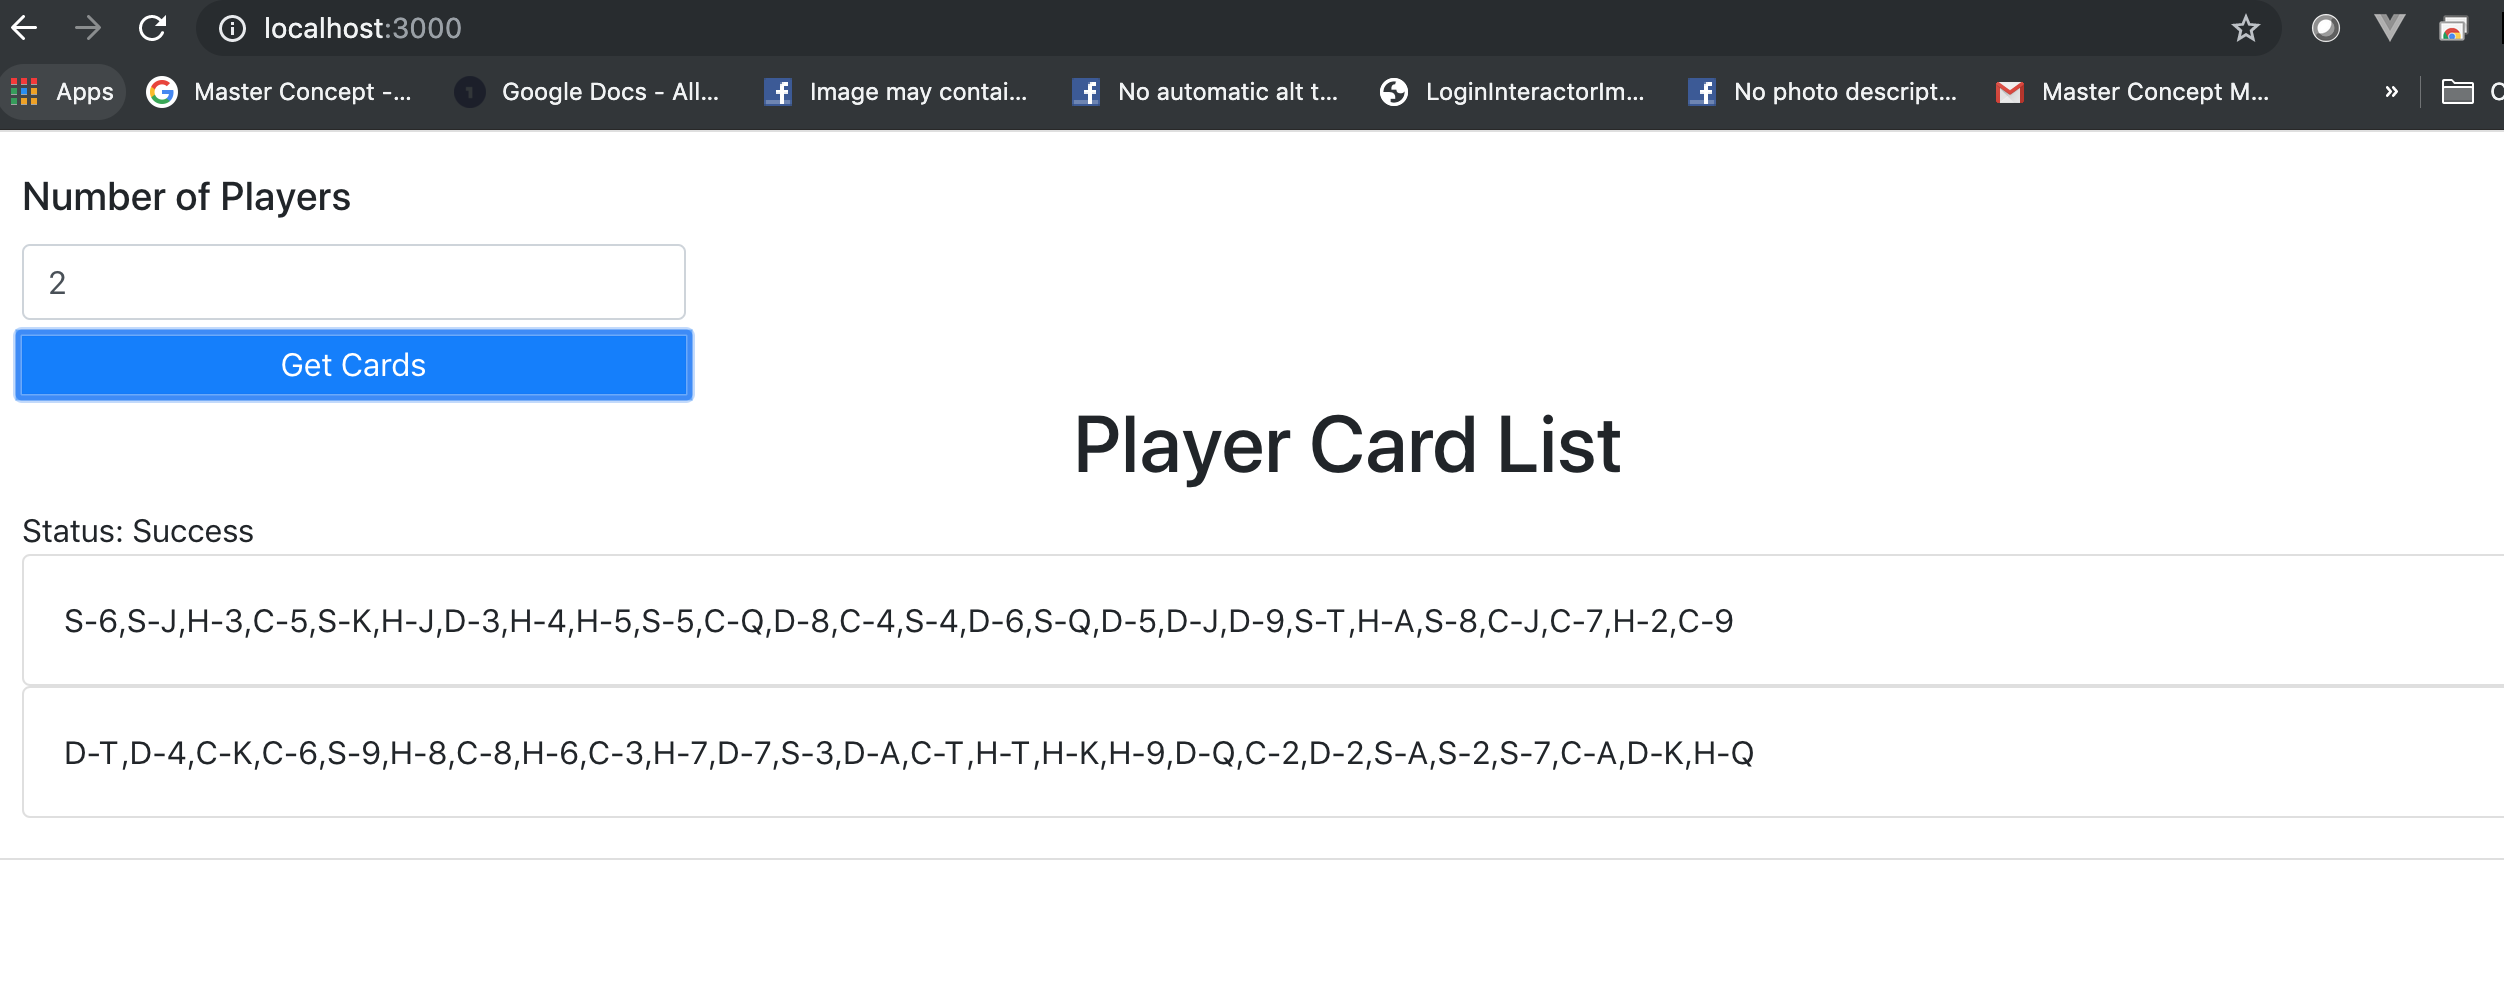 localhost:3000
Apps Master Concept -... Google Docs - All... Image may contai... No automatic alt t... LoginInteractorIm... No photo descript... Master Concept M... »
Number of Players
2
Get Cards
Player Card List
Status: Success
S-6,S-J,H-3,C-5,S-K,H-J,D-3,H-4,H-5,S-5,C-Q,D-8,C-4,S-4,D-6,S-Q,D-5,D-J,D-9,S-T,H-A,S-8,C-J,C-7,H-2,C-9
D-T,D-4,C-K,C-6,S-9,H-8,C-8,H-6,C-3,H-7,D-7,S-3,D-A,C-T,H-T,H-K,H-9,D-Q,C-2,D-2,S-A,S-2,S-7,C-A,D-K,H-Q